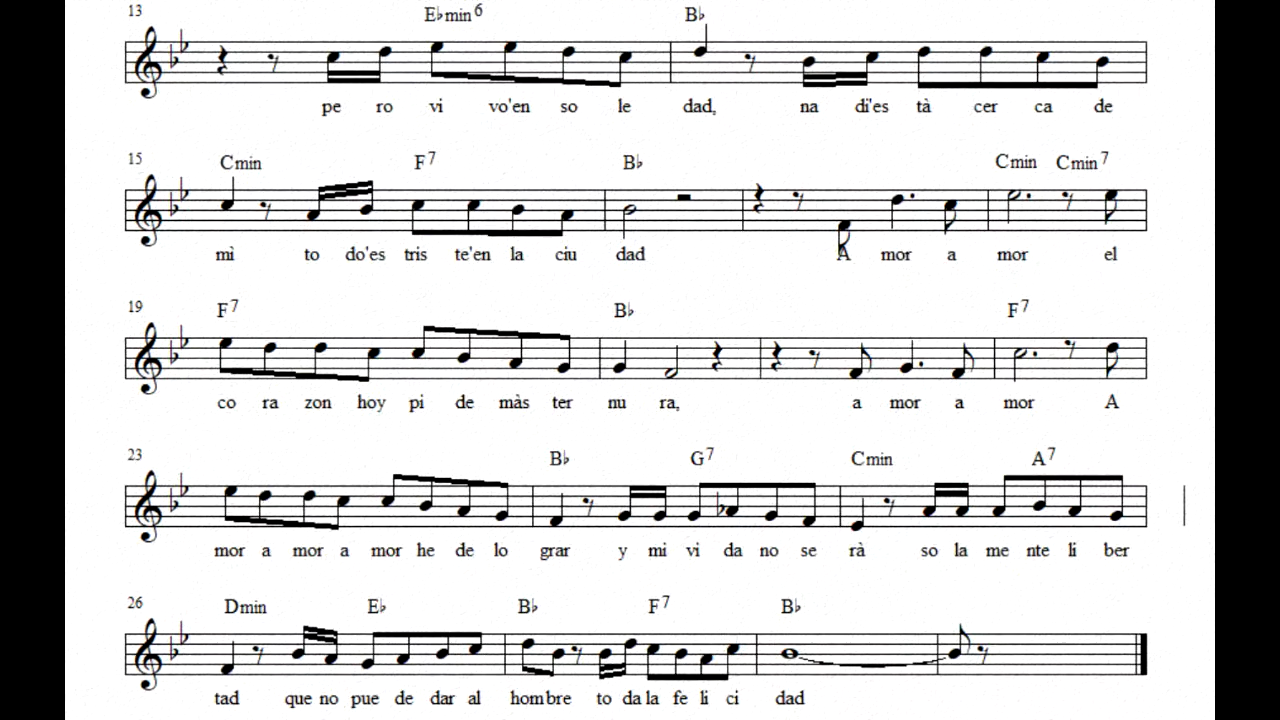 13 E♭min6 B♭
pe ro vi vo'en so le dad, na di'es tà cer ca de
15 Cmin F7 B♭ Cmin Cmin7
mì to do'es tris te'en la ciu dad A mor a mor el
19 F7 B♭ F7
co ra zon hoy pi de màs ter nu ra, a mor a mor A
23 B♭ G7 Cmin A7
mor a mor a mor he de lo grar y mi vi da no se rà so la me nte li ber
26 Dmin E♭ B♭ F7 B♭
tad que no pue de dar al hom bre to da la fe li ci dad